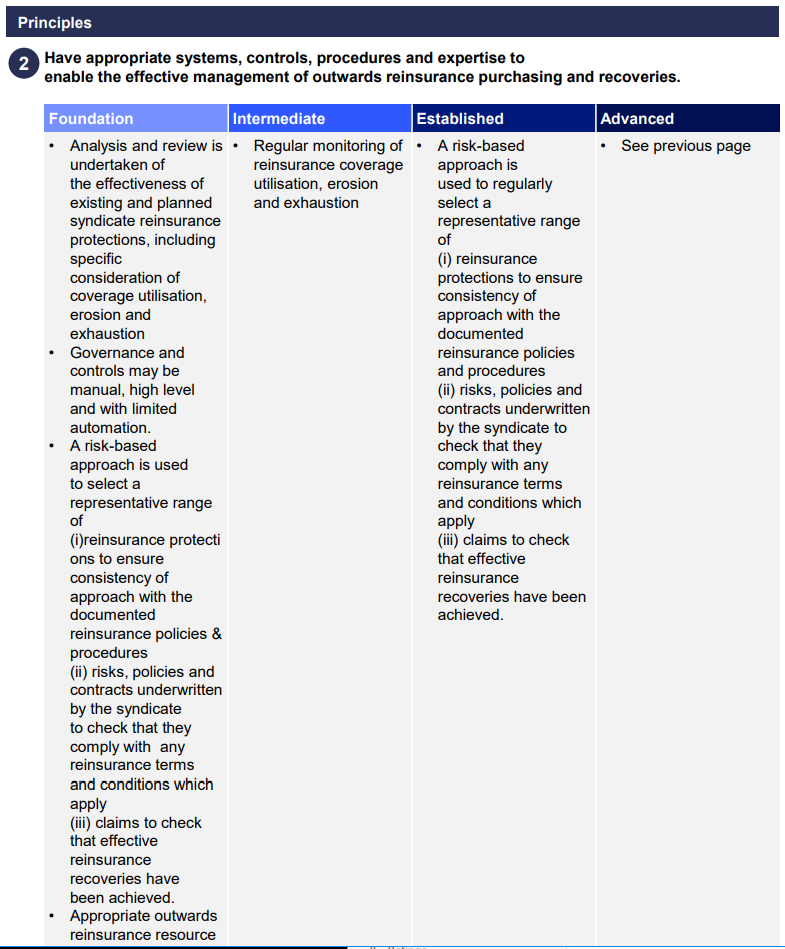 Principles
2
Have appropriate systems, controls, procedures and expertise to
enable the effective management of outwards reinsurance purchasing and recoveries.
Foundation
• Analysis and review is
undertaken of
the effectiveness of
existing and planned
syndicate reinsurance
protections, including
specific
consideration of
coverage utilisation,
erosion and
exhaustion
• Governance and
controls may be
manual, high level
and with limited
automation.
• A risk-based
approach is used
to select a
representative range
of
(i)reinsurance protecti
ons to ensure
consistency of
approach with the
documented
reinsurance policies &
procedures
(ii) risks, policies and
contracts underwritten
by the syndicate
to check that they
comply with  any
reinsurance terms
and conditions which
apply
(iii) claims to check
that effective
reinsurance
recoveries have
been achieved.
• Appropriate outwards
reinsurance resource
Intermediate
• Regular monitoring of
reinsurance coverage
utilisation, erosion
and exhaustion
Established
• A risk-based
approach is
used to regularly
select a
representative range
of
(i) reinsurance
protections to ensure
consistency of
approach with the
documented
reinsurance policies
and procedures
(ii) risks, policies and
contracts underwritten
by the syndicate to
check that they
comply with any
reinsurance terms
and conditions which
apply
(iii) claims to check
that effective
reinsurance
recoveries have been
achieved.
Advanced
• See previous page